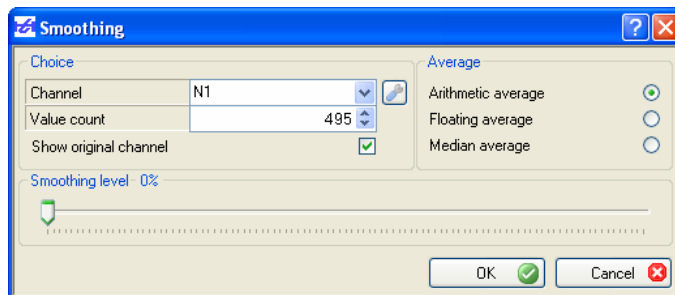 Smoothing
Choice
Channel N1
Value count 495
Show original channel
Average
Arithmetic average
Floating average
Median average
Smoothing level 0%
OK
Cancel